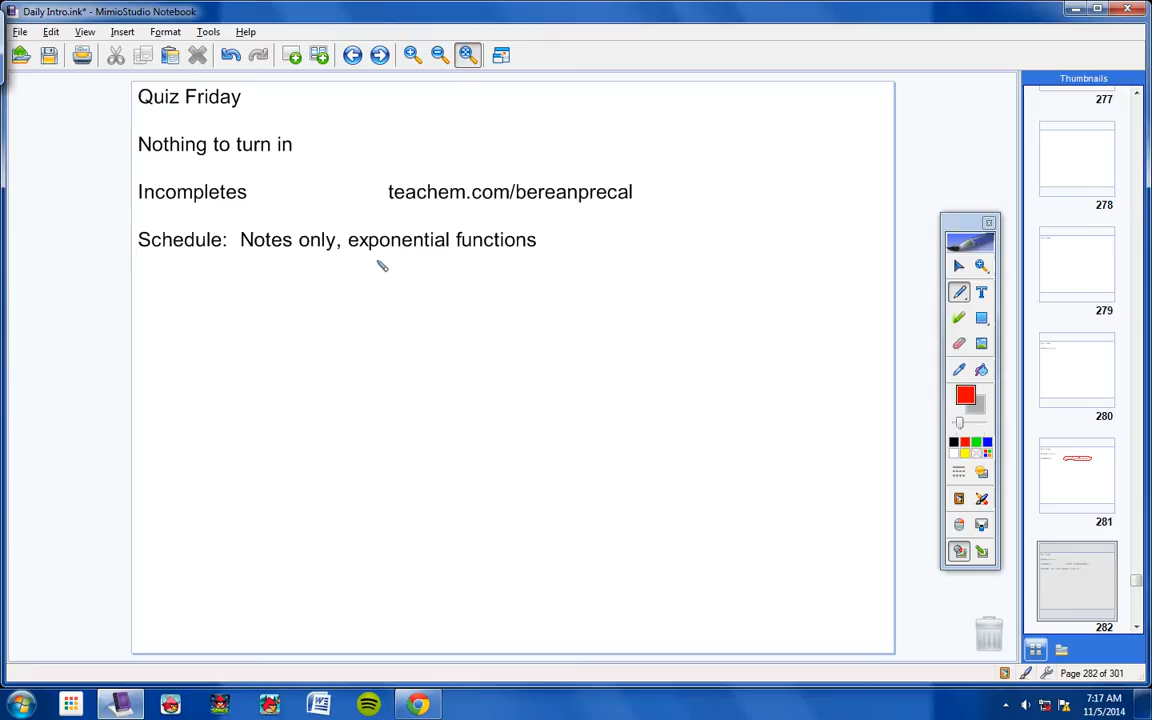 Daily Intro.ink* - MimioStudio Notebook
File Edit View Insert Format Tools Help
Quiz Friday
Nothing to turn in
Incompletes teachem.com/bereanprecal
Schedule: Notes only, exponential functions
Thumbnails
277
278
279
280
281
282
T
Page 282 of 301
7:17 AM
11/5/2014